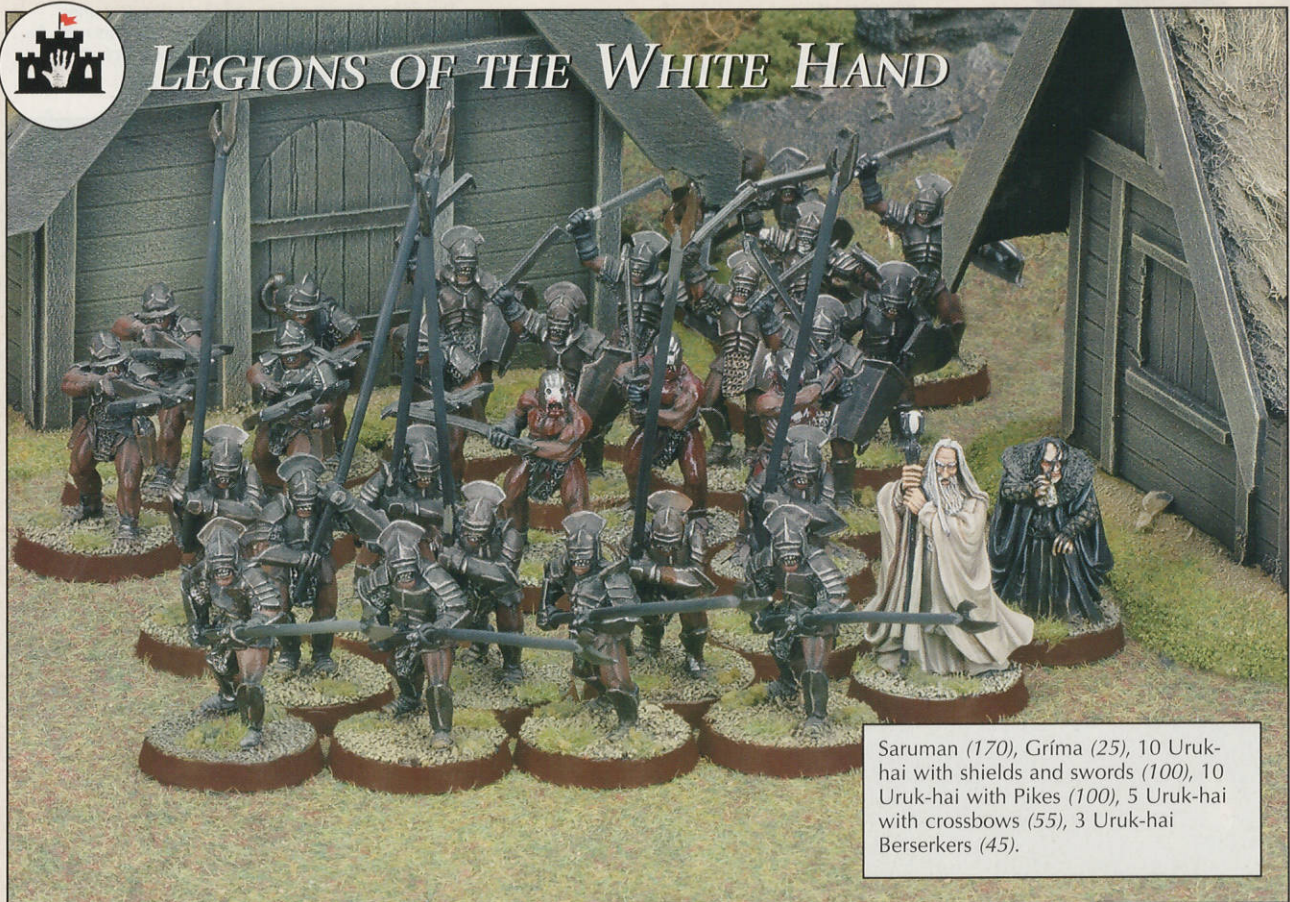 LEGIONS OF THE WHITE HAND
Saruman (170), Gríma (25), 10 Uruk-
hai with shields and swords (100), 10
Uruk-hai with Pikes (100), 5 Uruk-hai
with crossbows (55), 3 Uruk-hai
Berserkers (45).